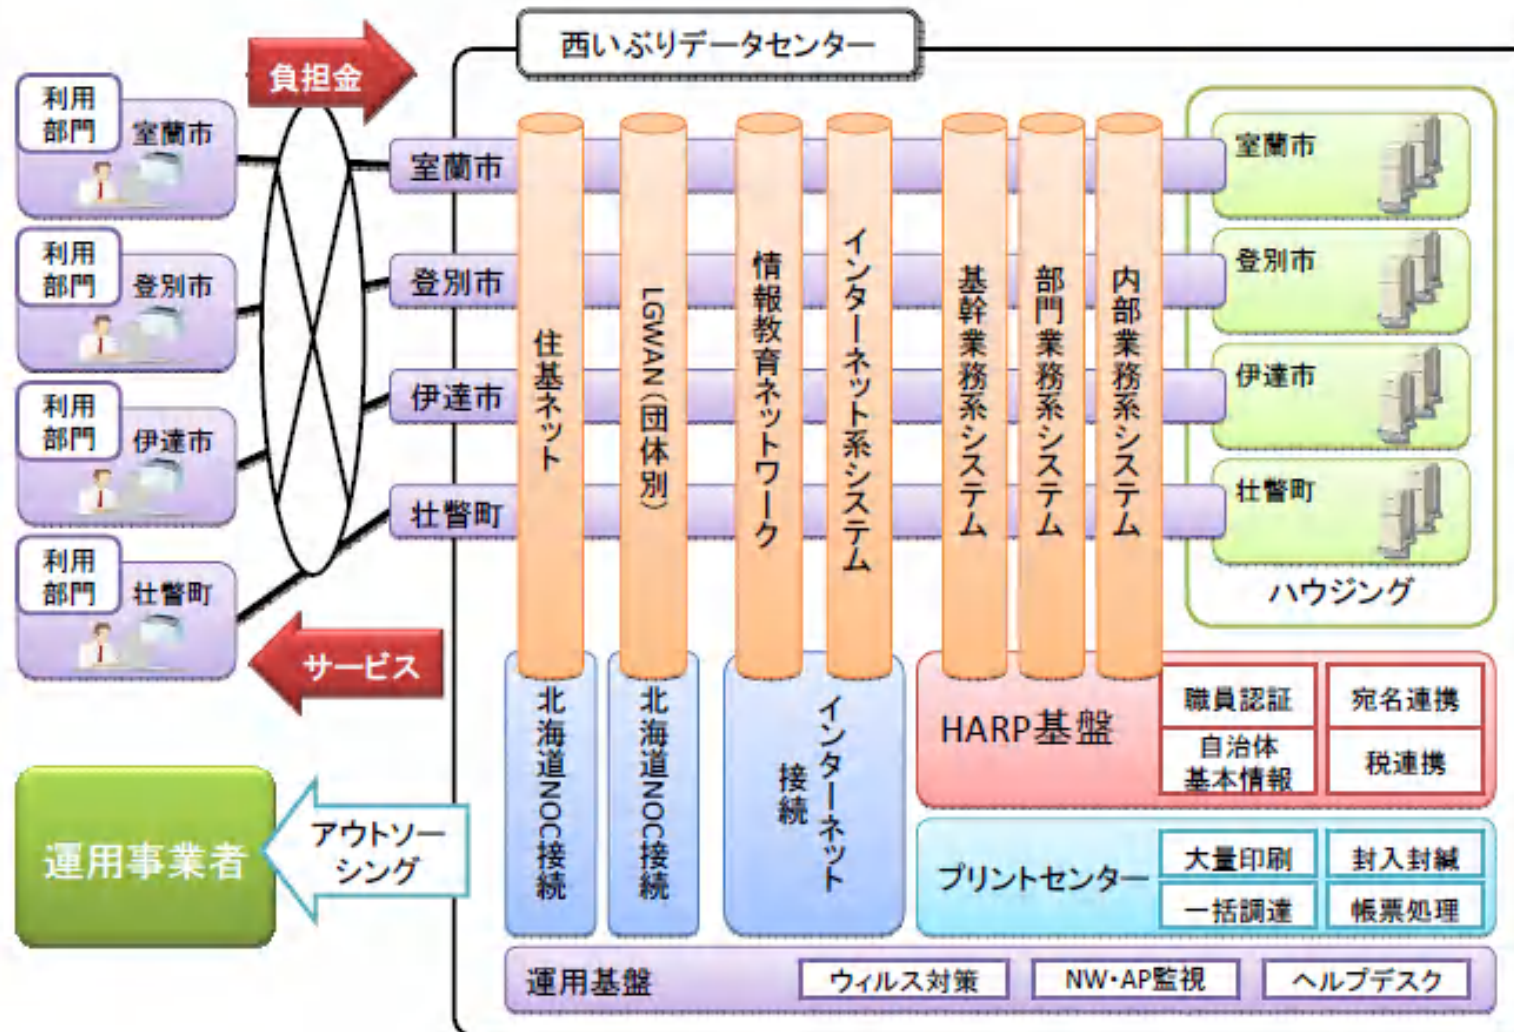 西いぶりデータセンター
負担金
利用
部門
室蘭市
利用
部門
登別市
利用
部門
伊達市
利用
部門
壮瞥町
サービス
室蘭市
登別市
伊達市
壮瞥町
住基ネット
LGWAN(団体別)
情報教育ネットワーク
インターネット系システム
基幹業務系システム
部門業務系システム
内部業務系システム
室蘭市
登別市
伊達市
壮瞥町
ハウジング
北海道NOC接続
北海道NOC接続
インターネット
接続
HARP基盤
職員認証
宛名連携
自治体
基本情報
税連携
プリントセンター
大量印刷
封入封緘
一括調達
帳票処理
運用事業者
アウトソー
シング
運用基盤
ウィルス対策
NW・AP監視
ヘルプデスク